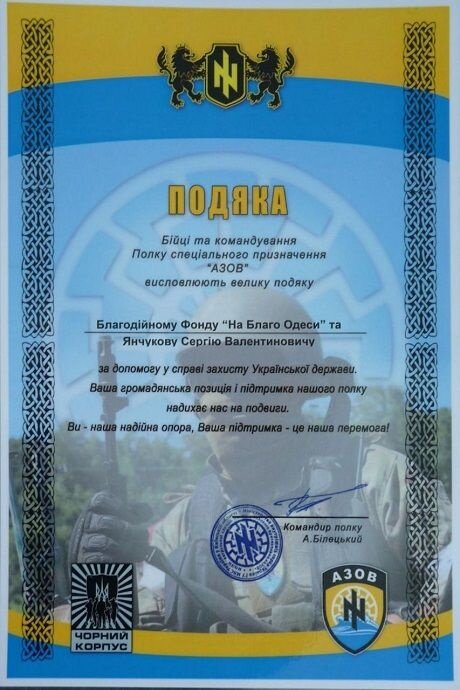 ПОДЯКА
Бійці та командування
Полку спеціального призначення
"АЗОВ"
висловлюють велику подяку
Благодійному Фонду "На Благо Одеси" та
Янчукову Сергію Валентиновичу
за допомогу у справі захисту Української держави.
Ваша громадянська позиція і підтримка нашого полку
надихає нас на подвиги.
Ви - наша надійна опора, Ваша підтримка - це наша перемога!
Командир полку
А.Білецький
ЧОРНИЙ
КОРПУС
АЗОВ